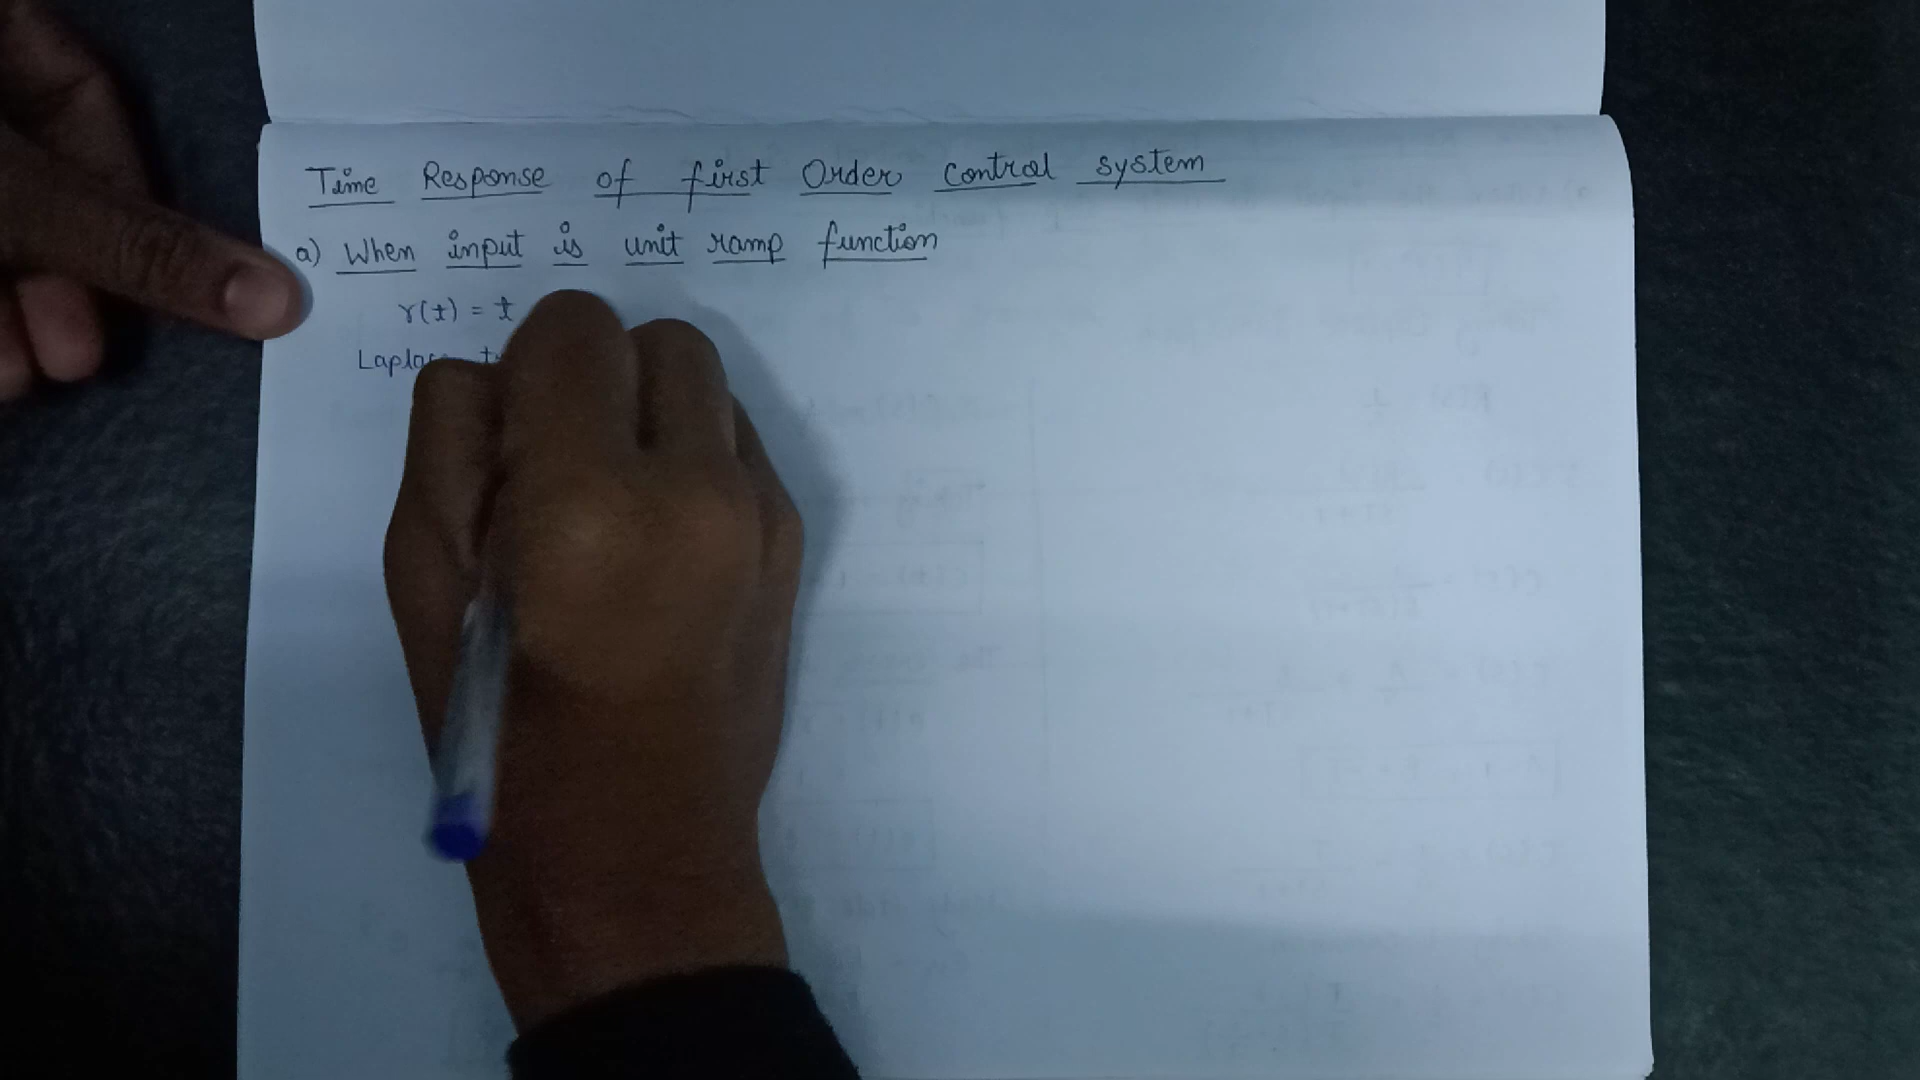 Time Response of first Order control system
a) When input is unit ramp function
r(t) = t